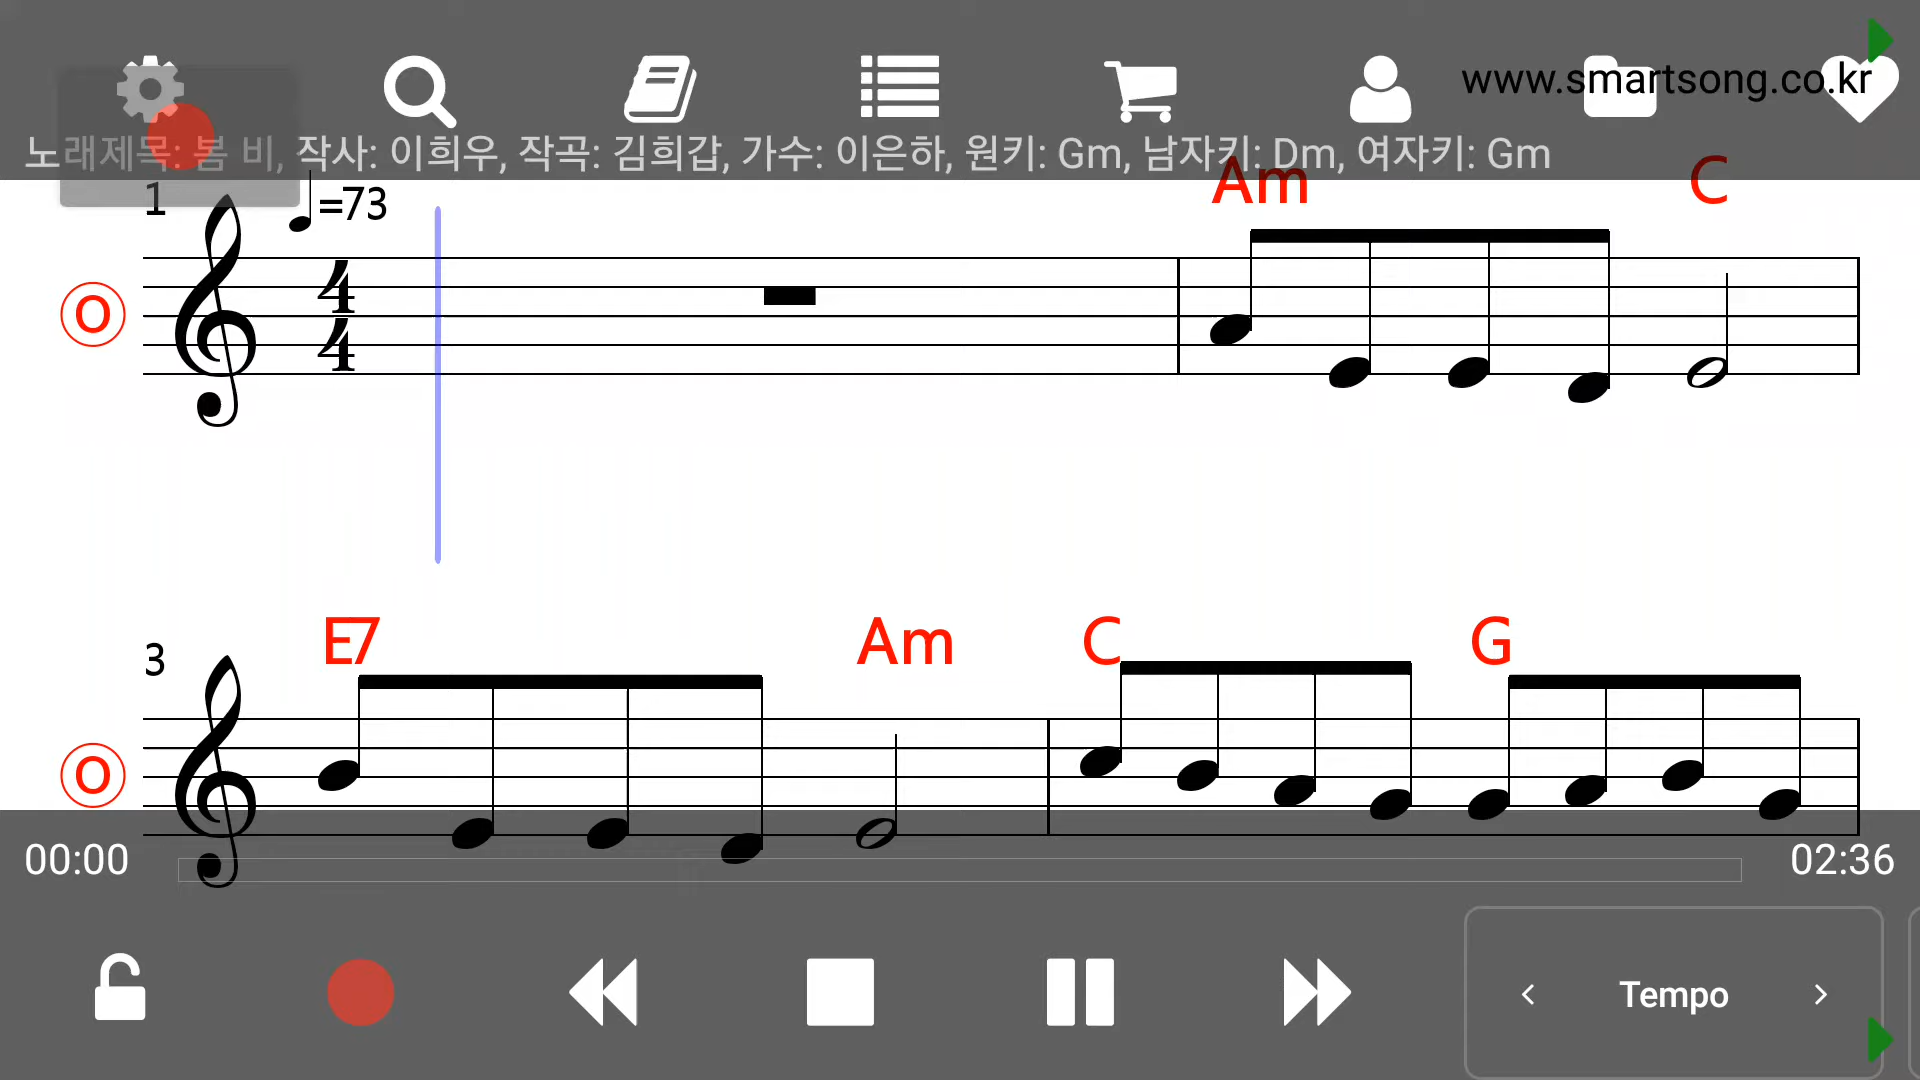 www.smartsong.co.kr
노래제목: 봄 비, 작사: 이희우, 작곡: 김희갑, 가수: 이은하, 원키: Gm, 남자키: Dm, 여자키: Gm
1 =73 Am C
4
4
O
3 E7 Am C G
O
00:00 02:36
< Tempo >